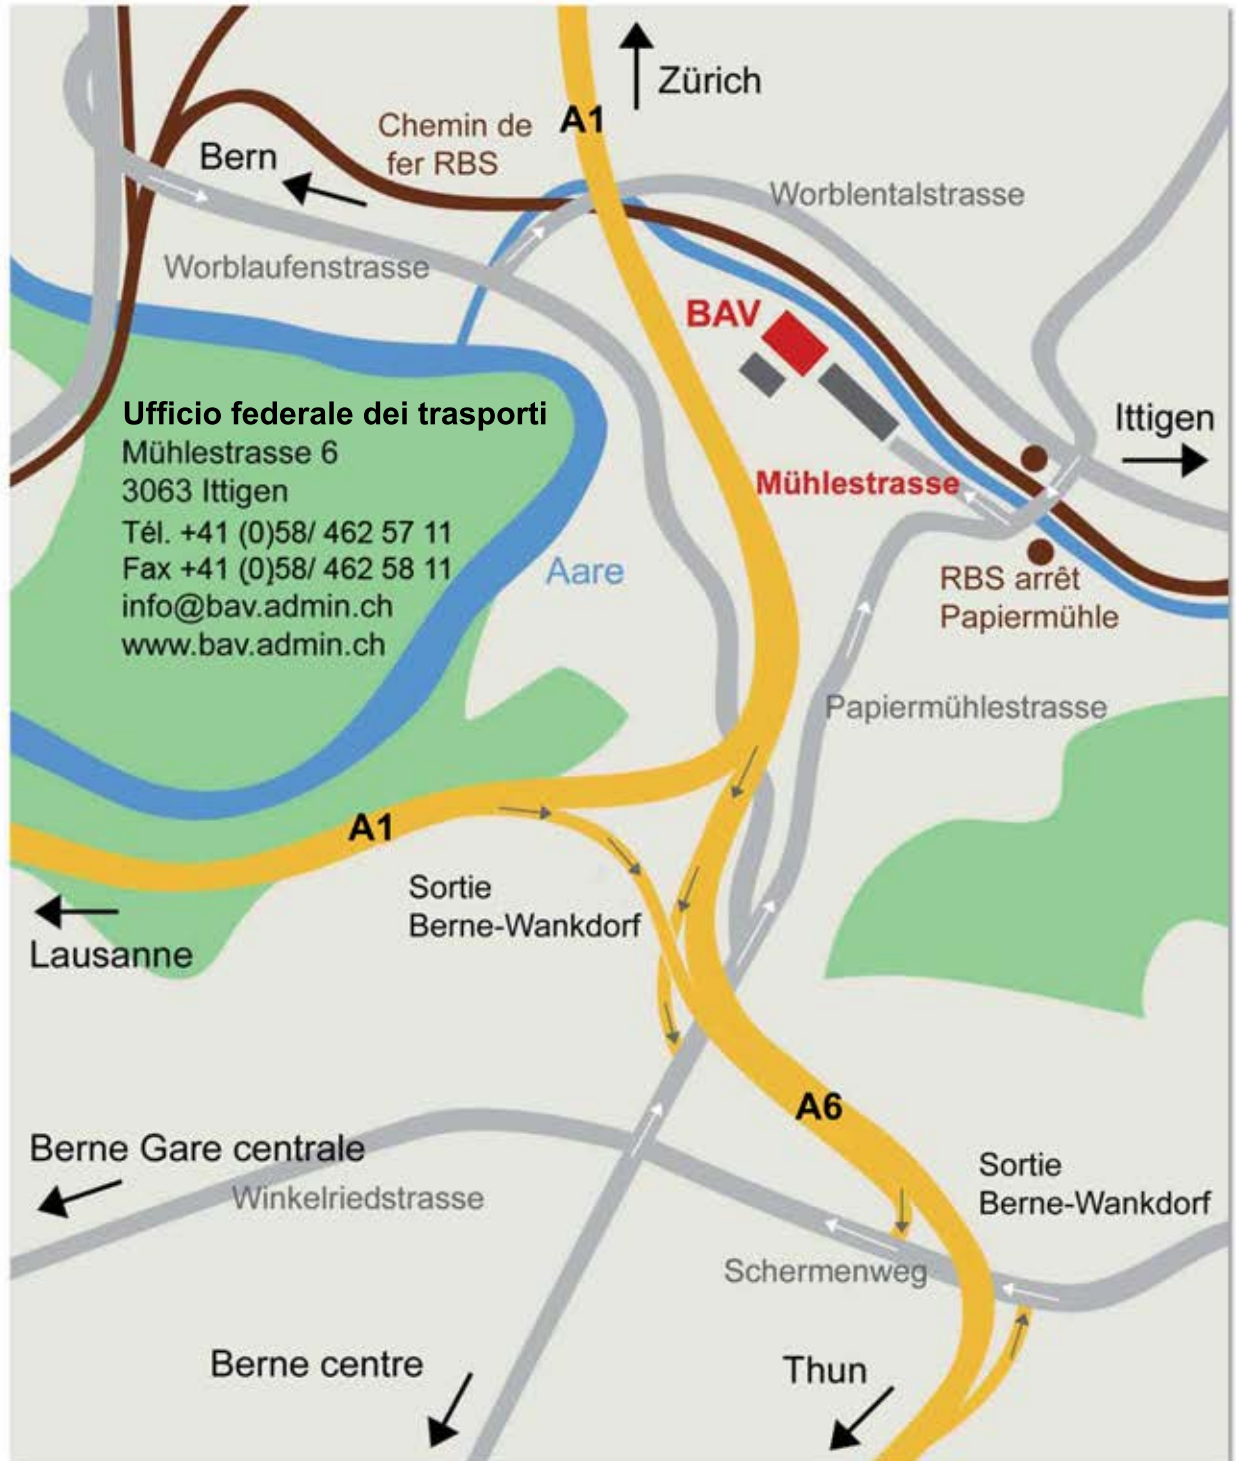 Zürich
A1
Chemin de
fer RBS
Bern
Worblentalstrasse
Worblaufenstrasse
BAV
Ufficio federale dei trasporti
Mühlestrasse 6
3063 Ittigen
Tél. +41 (0)58/ 462 57 11
Fax +41 (0)58/ 462 58 11
info@bav.admin.ch
www.bav.admin.ch
Ittigen
Mühlestrasse
Aare
RBS arrêt
Papiermühle
Papiermühlestrasse
A1
Sortie
Berne-Wankdorf
Lausanne
A6
Berne Gare centrale
Winkelriedstrasse
Sortie
Berne-Wankdorf
Schermenweg
Berne centre
Thun